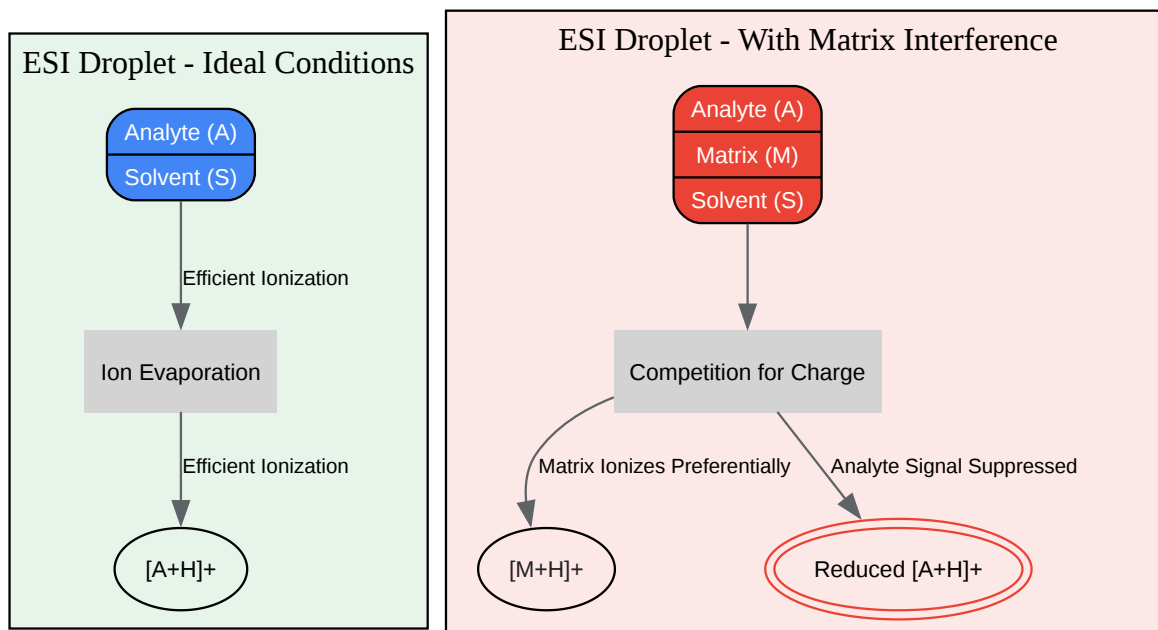 ESI Droplet - Ideal Conditions
Analyte (A)
Solvent (S)
Efficient Ionization
Ion Evaporation
Efficient Ionization
[A+H]+
ESI Droplet - With Matrix Interference
Analyte (A)
Matrix (M)
Solvent (S)
Competition for Charge
Matrix Ionizes Preferentially
Analyte Signal Suppressed
[M+H]+
Reduced [A+H]+